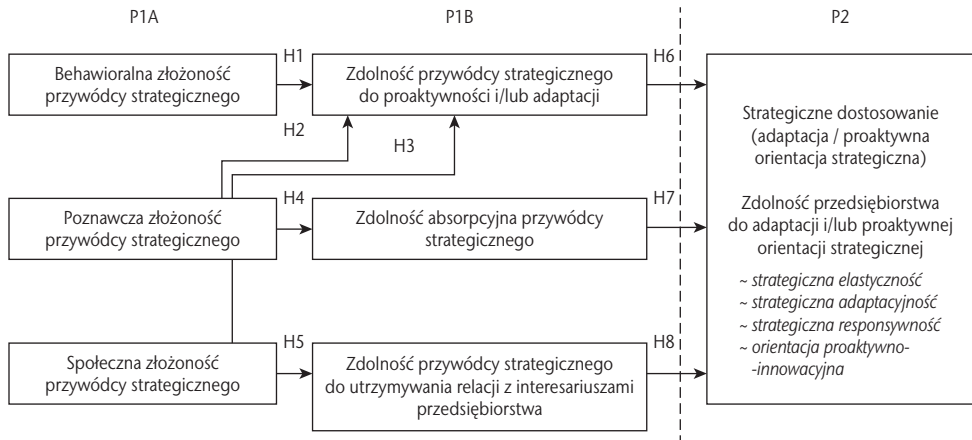 P1A
P1B
P2
Behawioralna złożoność
przywódcy strategicznego
H1
Zdolność przywódcy strategicznego
do proaktywności i/lub adaptacji
H6
H2
H3
Poznawcza złożoność
przywódcy strategicznego
H4
Zdolność absorpcyjna przywódcy
strategicznego
H7
Społeczna złożoność
przywódcy strategicznego
H5
Zdolność przywódcy strategicznego
do utrzymywania relacji z interesariuszami
przedsiębiorstwa
H8
Strategiczne dostosowanie
(adaptacja / proaktywna
orientacja strategiczna)
Zdolność przedsiębiorstwa
do adaptacji i/lub proaktywnej
orientacji strategicznej
~ strategiczna elastyczność
~ strategiczna adaptacyjność
~ strategiczna responsywność
~ orientacja proaktywno-
-innowacyjna